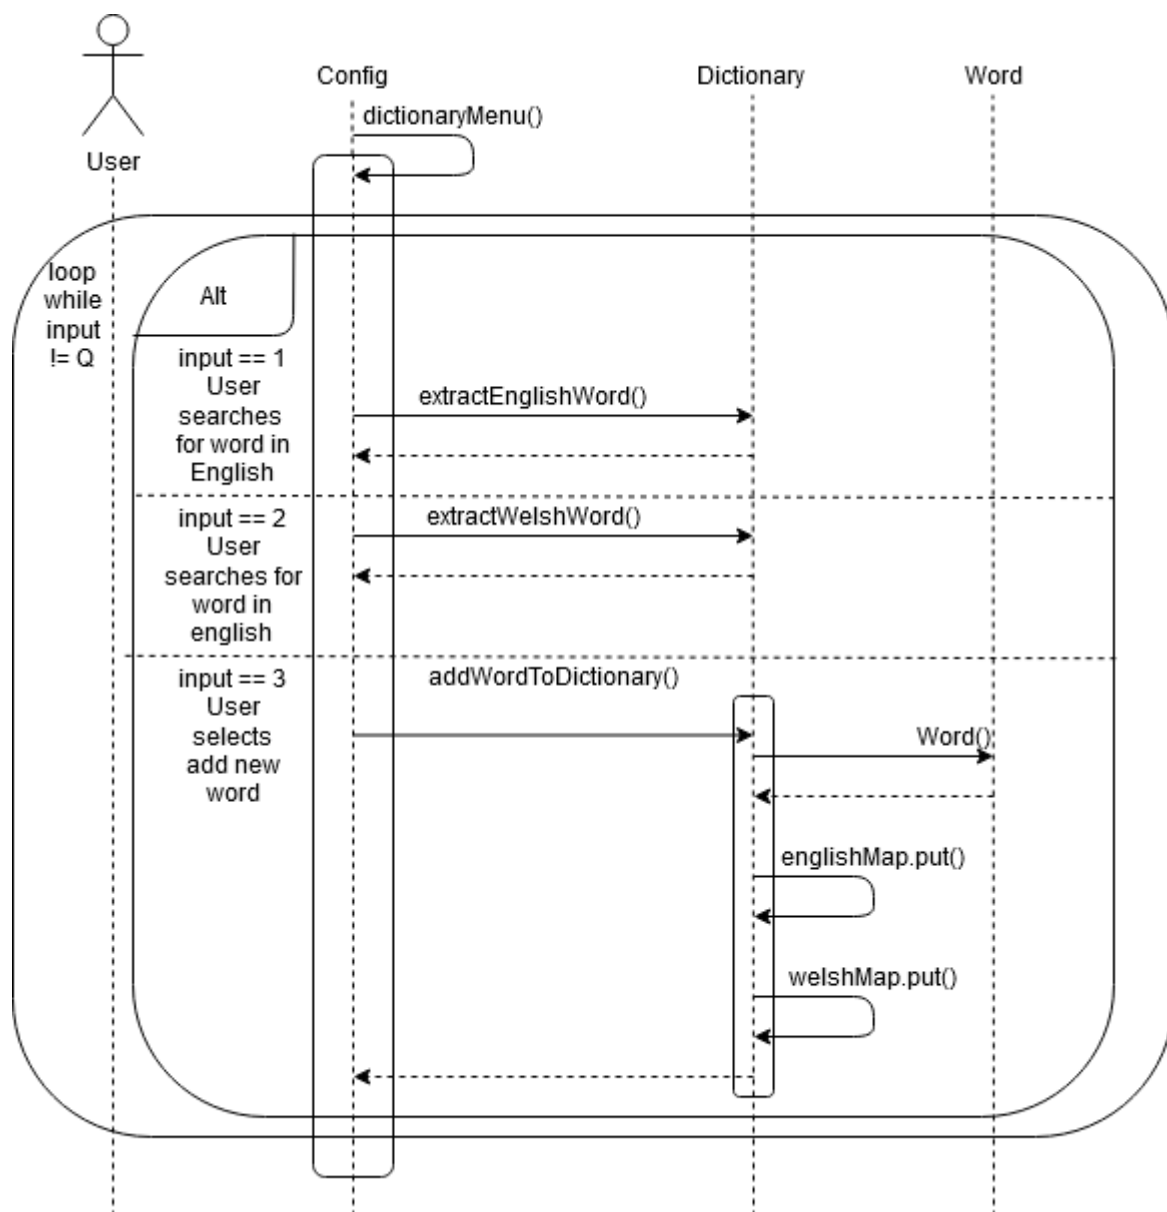 User
Config
Dictionary
Word
dictionaryMenu()
loop
while
input
!= Q
Alt
input == 1
User
searches
for word in
English
extractEnglishWord()
input == 2
User
searches for
word in
english
extractWelshWord()
input == 3
User
selects
add new
word
addWordToDictionary()
Word()
englishMap.put()
welshMap.put()